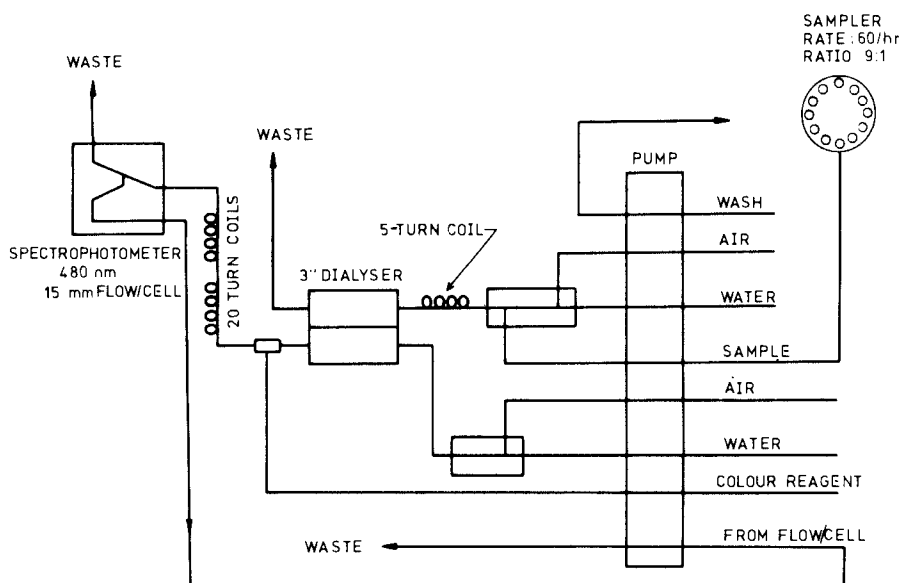 SAMPLER
RATE : 60/hr
RATIO 9:1
WASTE
WASTE
PUMP
WASH
5-TURN COIL
AIR
SPECTROPHOTOMETER
480 nm
15 mm FLOW/CELL
20 TURN COILS
3" DIALYSER
WATER
SAMPLE
AIR
WATER
COLOUR REAGENT
WASTE
FROM FLOW/CELL